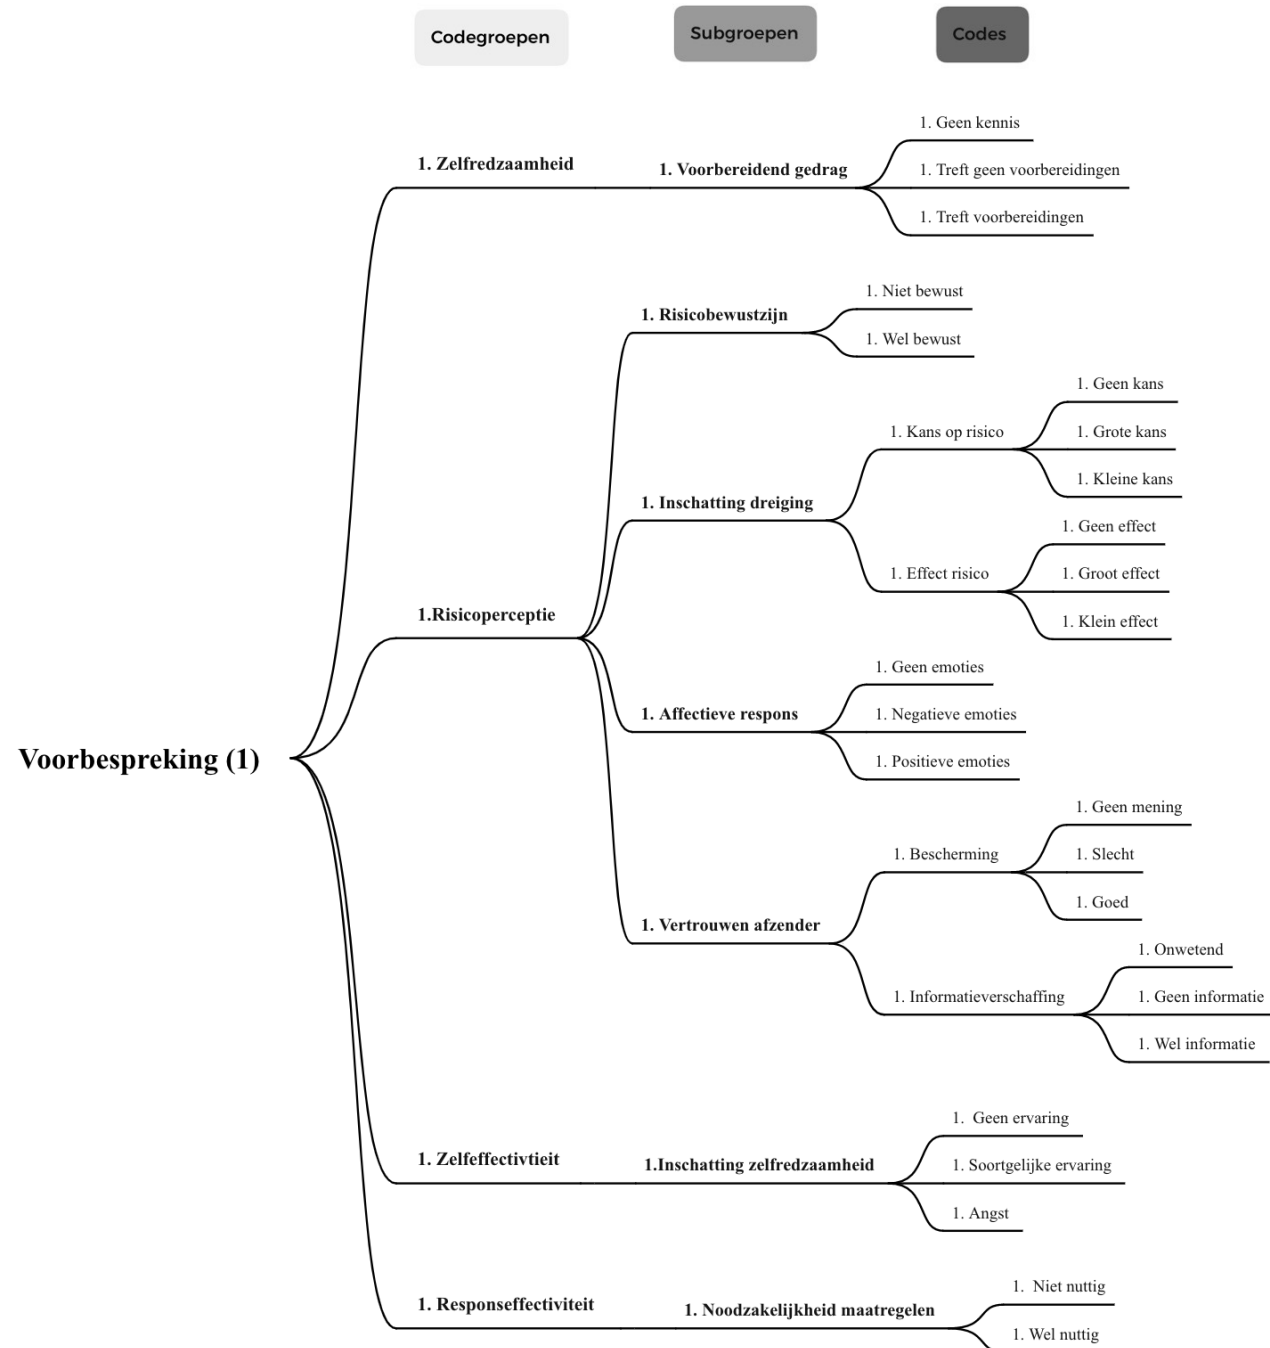 Codegroepen
Subgroepen
Codes
1. Geen kennis
1. Zelfredzaamheid
1. Voorbereidend gedrag
1. Treft geen voorbereidingen
1. Treft voorbereidingen
1. Niet bewust
1. Risicobewustzijn
1. Wel bewust
1. Geen kans
1. Kans op risico
1. Grote kans
1. Kleine kans
1. Inschatting dreiging
1. Geen effect
1. Effect risico
1. Groot effect
1. Klein effect
1.Risicoperceptie
1. Geen emoties
1. Affectieve respons
1. Negatieve emoties
1. Positieve emoties
Voorbespreking (1)
1. Geen mening
1. Bescherming
1. Slecht
1. Goed
1. Vertrouwen afzender
1. Onwetend
1. Informatieverschaffing
1. Geen informatie
1. Wel informatie
1. Geen ervaring
1. Zelfeffectivtieit
1.Inschatting zelfredzaamheid
1. Soortgelijke ervaring
1. Angst
1. Niet nuttig
1. Responseffectiviteit
1. Noodzakelijkheid maatregelen
1. Wel nuttig